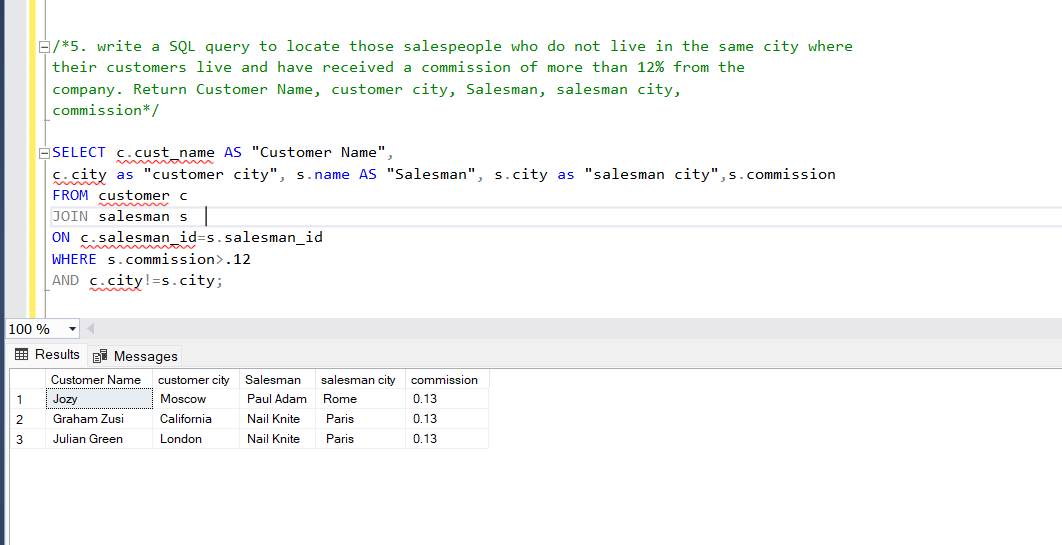 /*5. write a SQL query to locate those salespeople who do not live in the same city where
their customers live and have received a commission of more than 12% from the
company. Return Customer Name, customer city, Salesman, salesman city,
commission*/
SELECT c.cust_name AS "Customer Name",
c.city as "customer city", s.name AS "Salesman", s.city as "salesman city",s.commission
FROM customer c
JOIN salesman s
ON c.salesman_id=s.salesman_id
WHERE s.commission>.12
AND c.city!=s.city;
100 %
Results Messages
Customer Name customer city Salesman salesman city commission
1 Jozy Moscow Paul Adam Rome 0.13
2 Graham Zusi California Nail Knite Paris 0.13
3 Julian Green London Nail Knite Paris 0.13